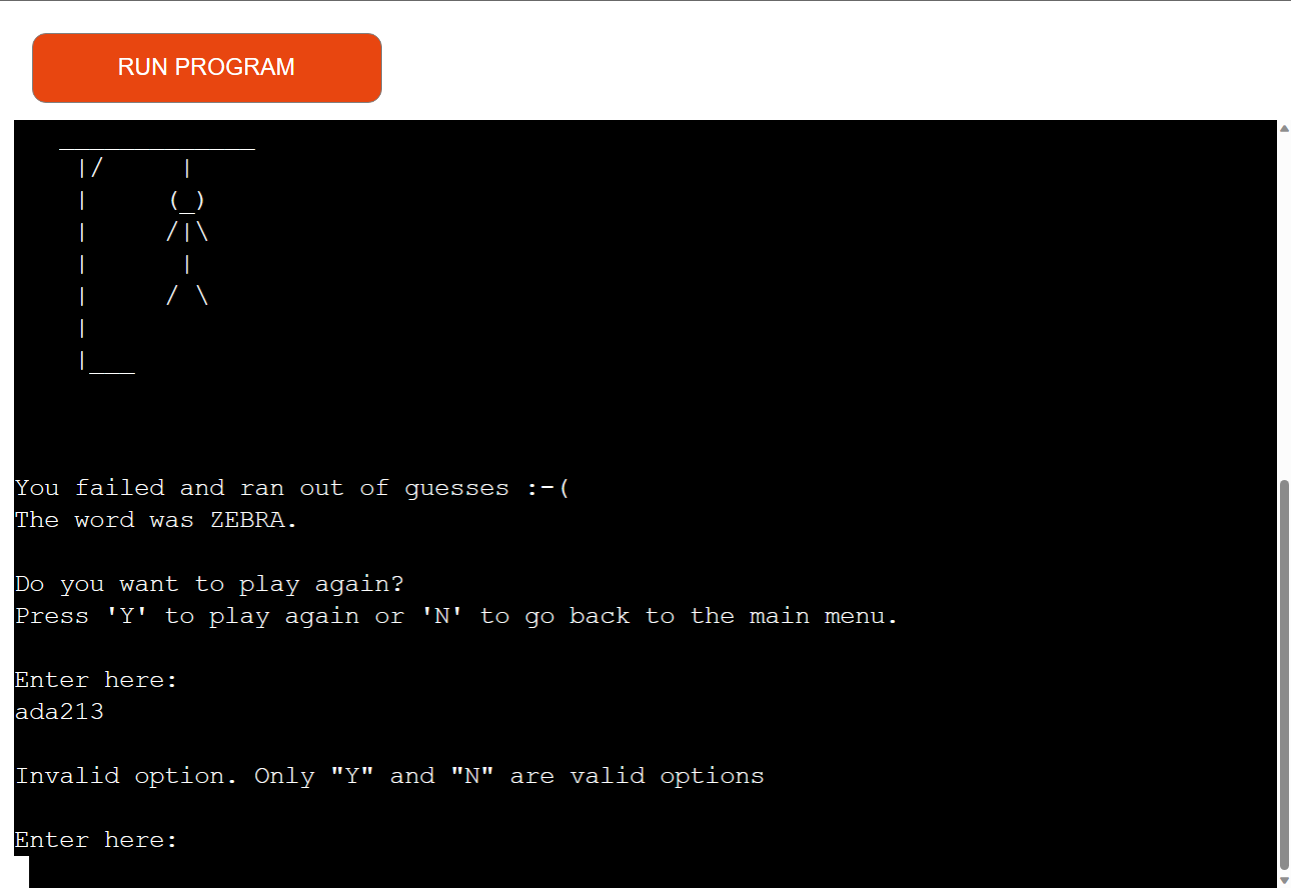 RUN PROGRAM
   _____________
    |/     |
    |     (_)
    |     /|\
    |      |
    |     / \
    |
    |___
You failed and ran out of guesses :-(
The word was ZEBRA.
Do you want to play again?
Press 'Y' to play again or 'N' to go back to the main menu.
Enter here:
ada213
Invalid option. Only "Y" and "N" are valid options
Enter here: